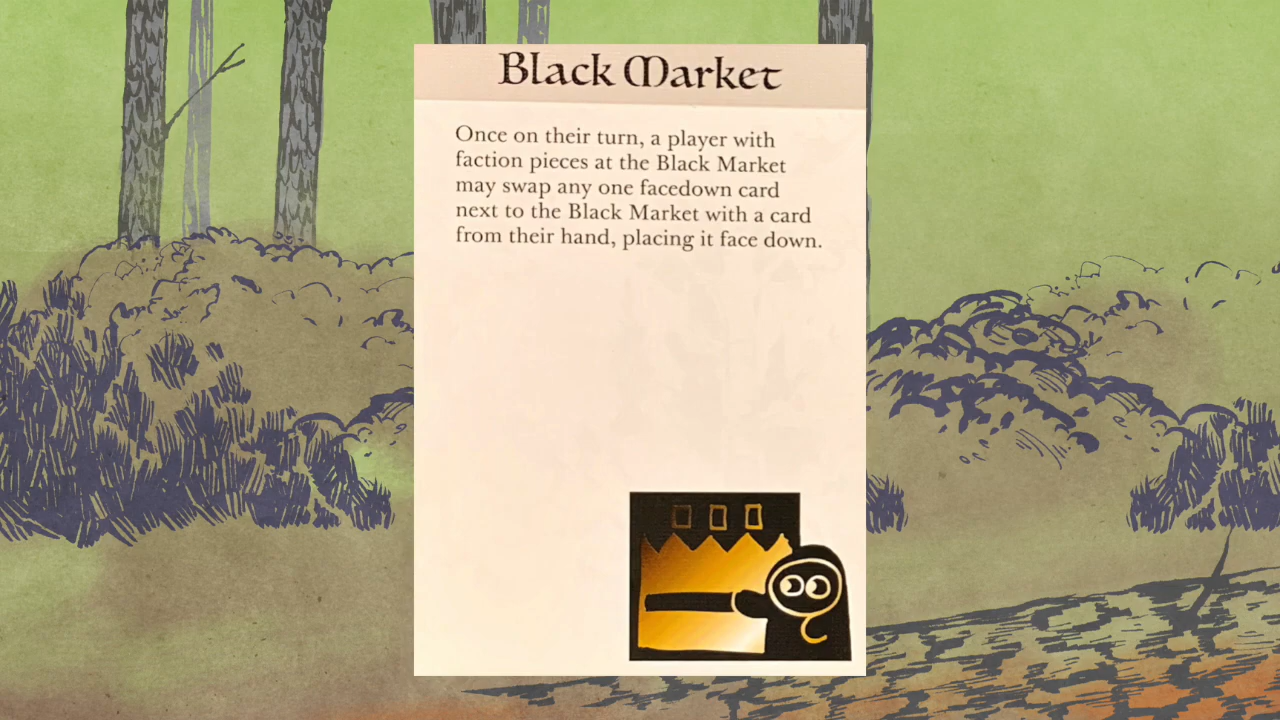 Black Market
Once on their turn, a player with
faction pieces at the Black Market
may swap any one facedown card
next to the Black Market with a card
from their hand, placing it face down.